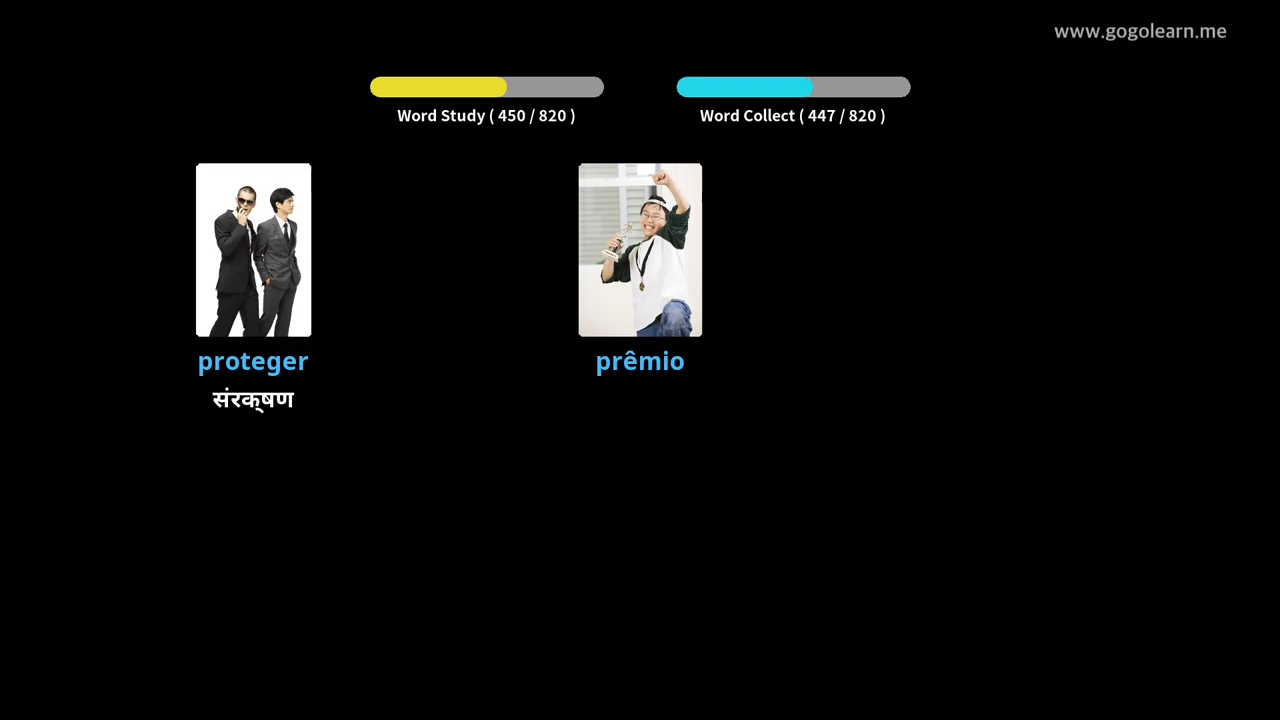 www.gogolearn.me
Word Study ( 450 / 820 )
Word Collect ( 447 / 820 )
proteger
prêmio
संरक्षण